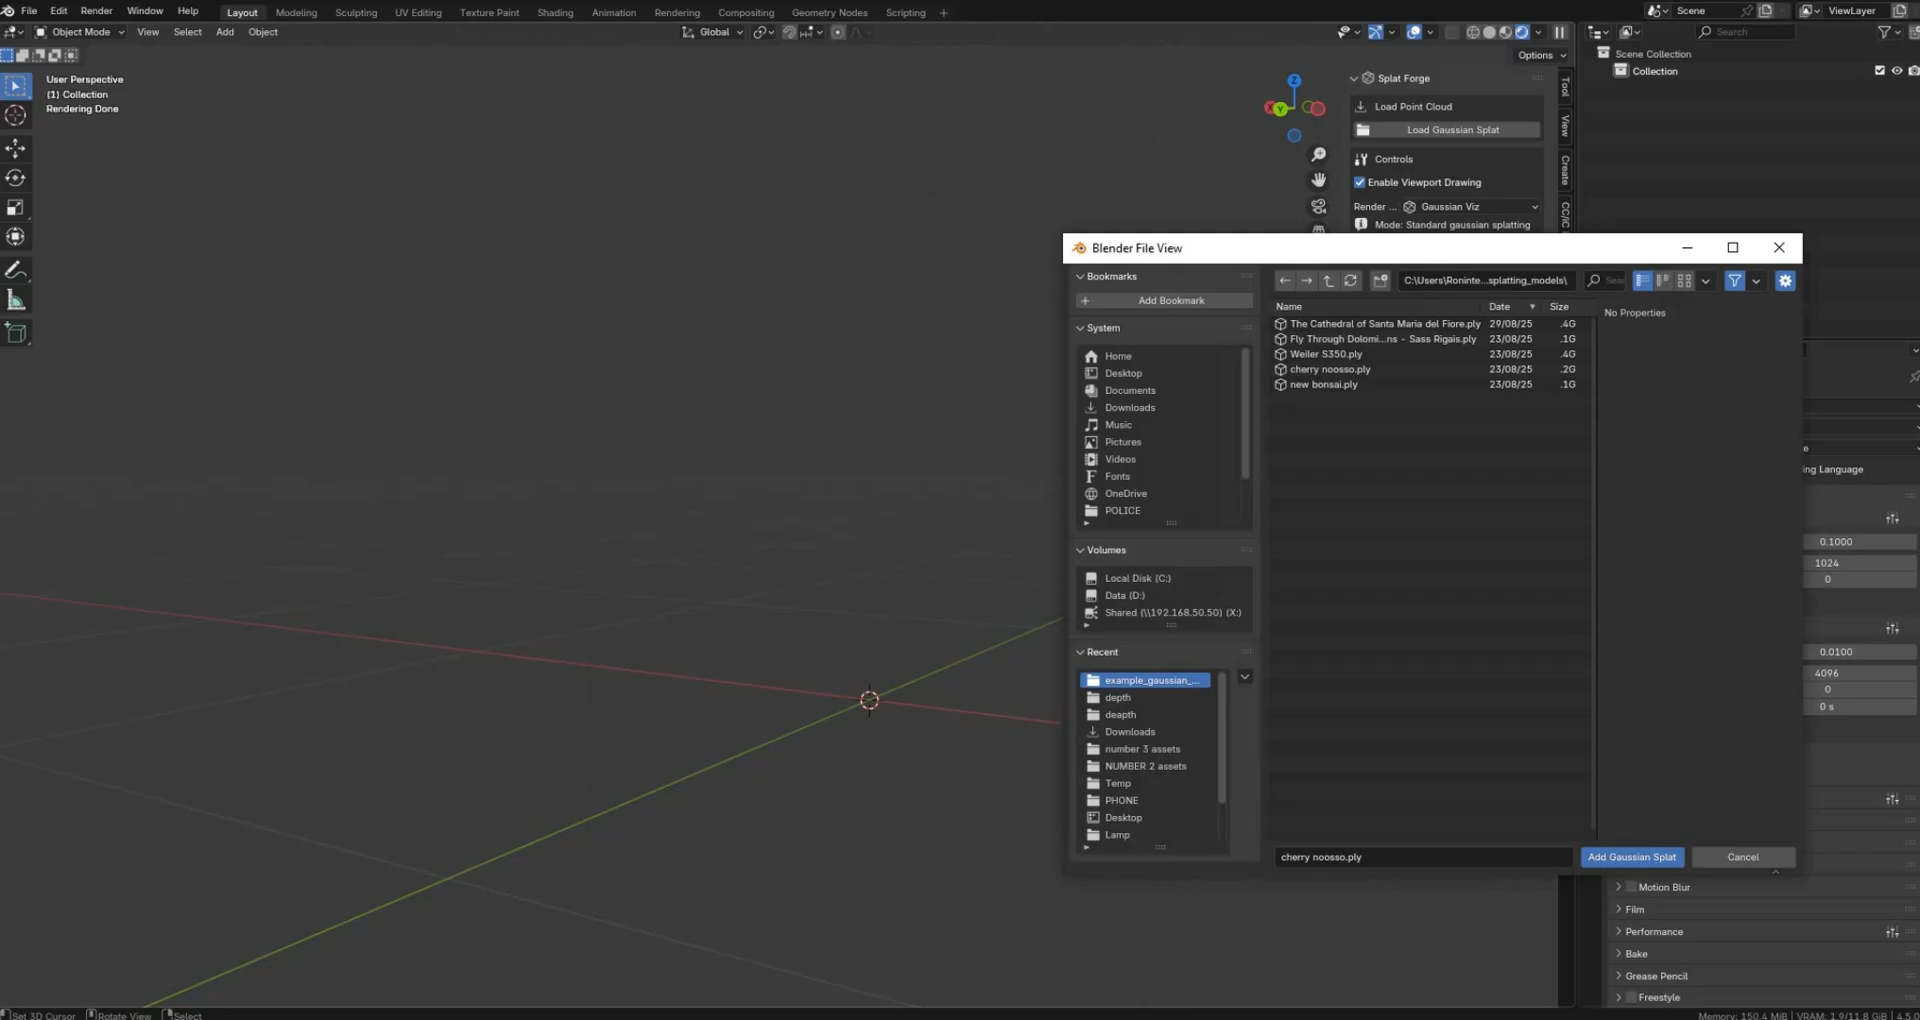 File Edit Render Window Help Layout Modeling Sculpting UV Editing Texture Paint Shading Animation Rendering Compositing Geometry Nodes Scripting + Scene ViewLayer
Object Mode View Select Add Object Global Search
Options
User Perspective
(1) Collection
Rendering Done
Z
X
Y
Splat Forge
Load Point Cloud
Load Gaussian Splat
Controls
Enable Viewport Drawing
Render ... Gaussian Viz
Mode: Standard gaussian splatting
Tool
View
Create
Scene Collection
Collection
Blender File View
Bookmarks
Add Bookmark
System
Home
Desktop
Documents
Downloads
Music
Pictures
Videos
Fonts
OneDrive
POLICE
Volumes
Local Disk (C:)
Data (D:)
Shared (\\192.168.50.50) (X:)
Recent
example_gaussian_...
depth
deapth
Downloads
number 3 assets
NUMBER 2 assets
Temp
PHONE
Desktop
Lamp
C:\Users\Roninte...splatting_models\
Name Date Size
The Cathedral of Santa Maria del Fiore.ply 29/08/25 .4G
Fly Through Dolomi...ns - Sass Rigais.ply 23/08/25 .1G
Weiler S350.ply 23/08/25 .4G
cherry noosso.ply 23/08/25 .2G
new bonsai.ply 23/08/25 .1G
No Properties
cherry noosso.ply Add Gaussian Splat Cancel
ing Language
0.1000
1024
0
0.0100
4096
0
0 s
Motion Blur
Film
Performance
Bake
Grease Pencil
Freestyle
Set 3D Cursor Rotate View Select
Memory: 150.4 MiB | VRAM: 1.9/11.8 GiB | 4.5.0